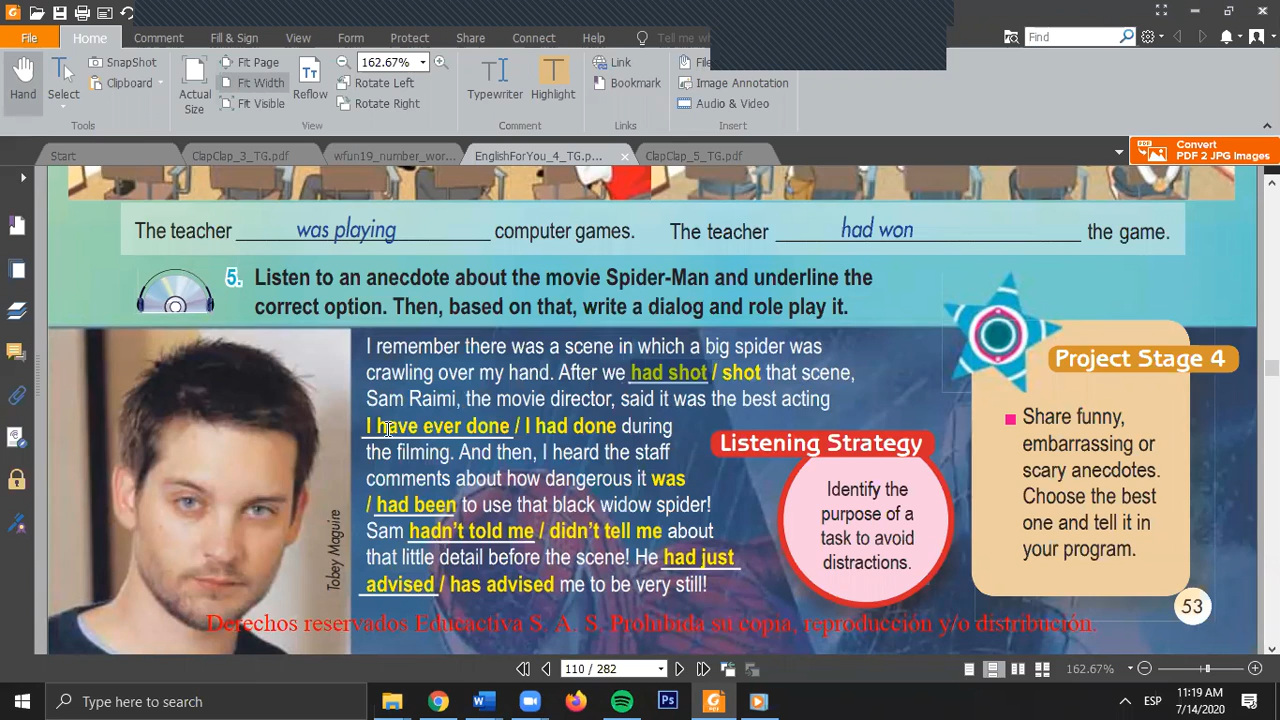 File Home Comment Fill & Sign View Form Protect Share Connect Help Tell me Find
SnapShot Fit Page 162.67% Link File
Clipboard Fit Width Rotate Left Bookmark Image Annotation
Hand Select Actual Size Fit Visible Reflow Rotate Right Typewriter Highlight Audio & Video
Tools View Comment Links Insert
Start ClapClap_3_TG.pdf wfun19_number_wor... EnglishForYou_4_TG.p... ClapClap_5_TG.pdf
Convert
PDF 2 JPG Images
The teacher was playing computer games. The teacher had won the game.
5. Listen to an anecdote about the movie Spider-Man and underline the
correct option. Then, based on that, write a dialog and role play it.
I remember there was a scene in which a big spider was
crawling over my hand. After we had shot / shot that scene,
Sam Raimi, the movie director, said it was the best acting
I have ever done / I had done during
the filming. And then, I heard the staff
comments about how dangerous it was
/ had been to use that black widow spider!
Sam hadn't told me / didn't tell me about
that little detail before the scene! He had just
advised / has advised me to be very still!
Tobey Maguire
Listening Strategy
Identify the
purpose of a
task to avoid
distractions.
Project Stage 4
Share funny,
embarrassing or
scary anecdotes.
Choose the best
one and tell it in
your program.
53
Derechos reservados Educactiva S. A. S. Prohibida su copia, reproducción y/o distribución.
110 / 282 162.67%
Type here to search ESP 11:19 AM
7/14/2020